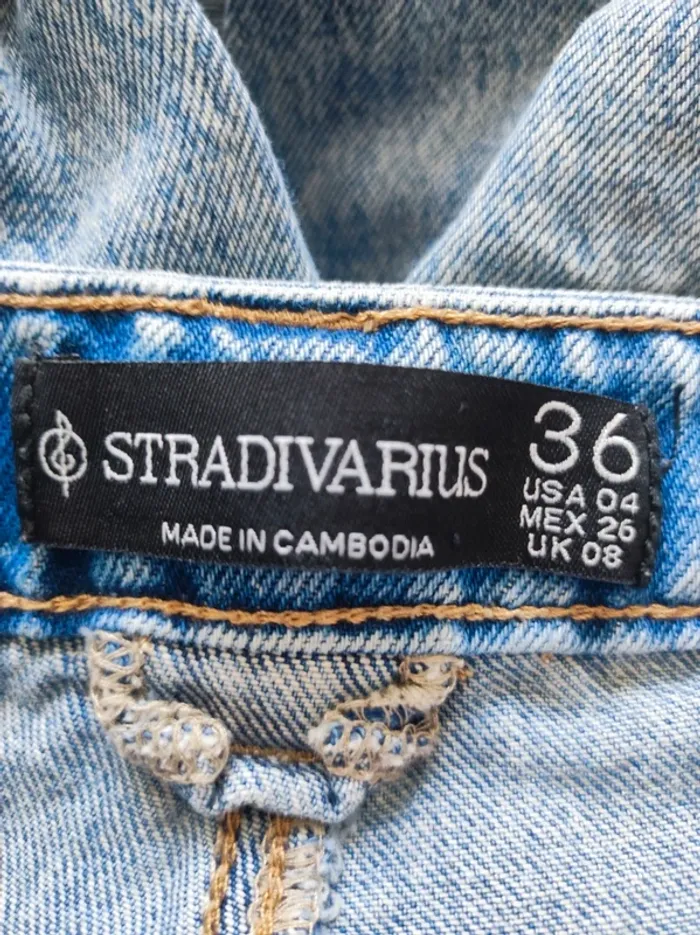 STRADIVARIUS
MADE IN CAMBODIA
36
USA 04
MEX 26
UK 08